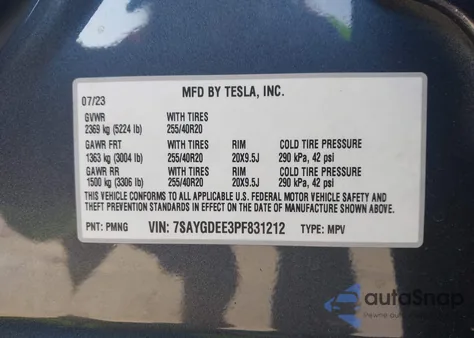 MFD BY TESLA, INC.
07/23
GVWR WITH TIRES
2369 kg (5224 lb) 255/40R20
GAWR FRT WITH TIRES RIM COLD TIRE PRESSURE
1363 kg (3004 lb) 255/40R20 20X9.5J 290 kPa, 42 psi
GAWR RR WITH TIRES RIM COLD TIRE PRESSURE
1500 kg (3306 lb) 255/40R20 20X9.5J 290 kPa, 42 psi
THIS VEHICLE CONFORMS TO ALL APPLICABLE U.S. FEDERAL MOTOR VEHICLE SAFETY AND
THEFT PREVENTION STANDARDS IN EFFECT ON THE DATE OF MANUFACTURE SHOWN ABOVE.
PNT: PMNG VIN: 7SAYGDEE3PF831212 TYPE: MPV
autoSnap